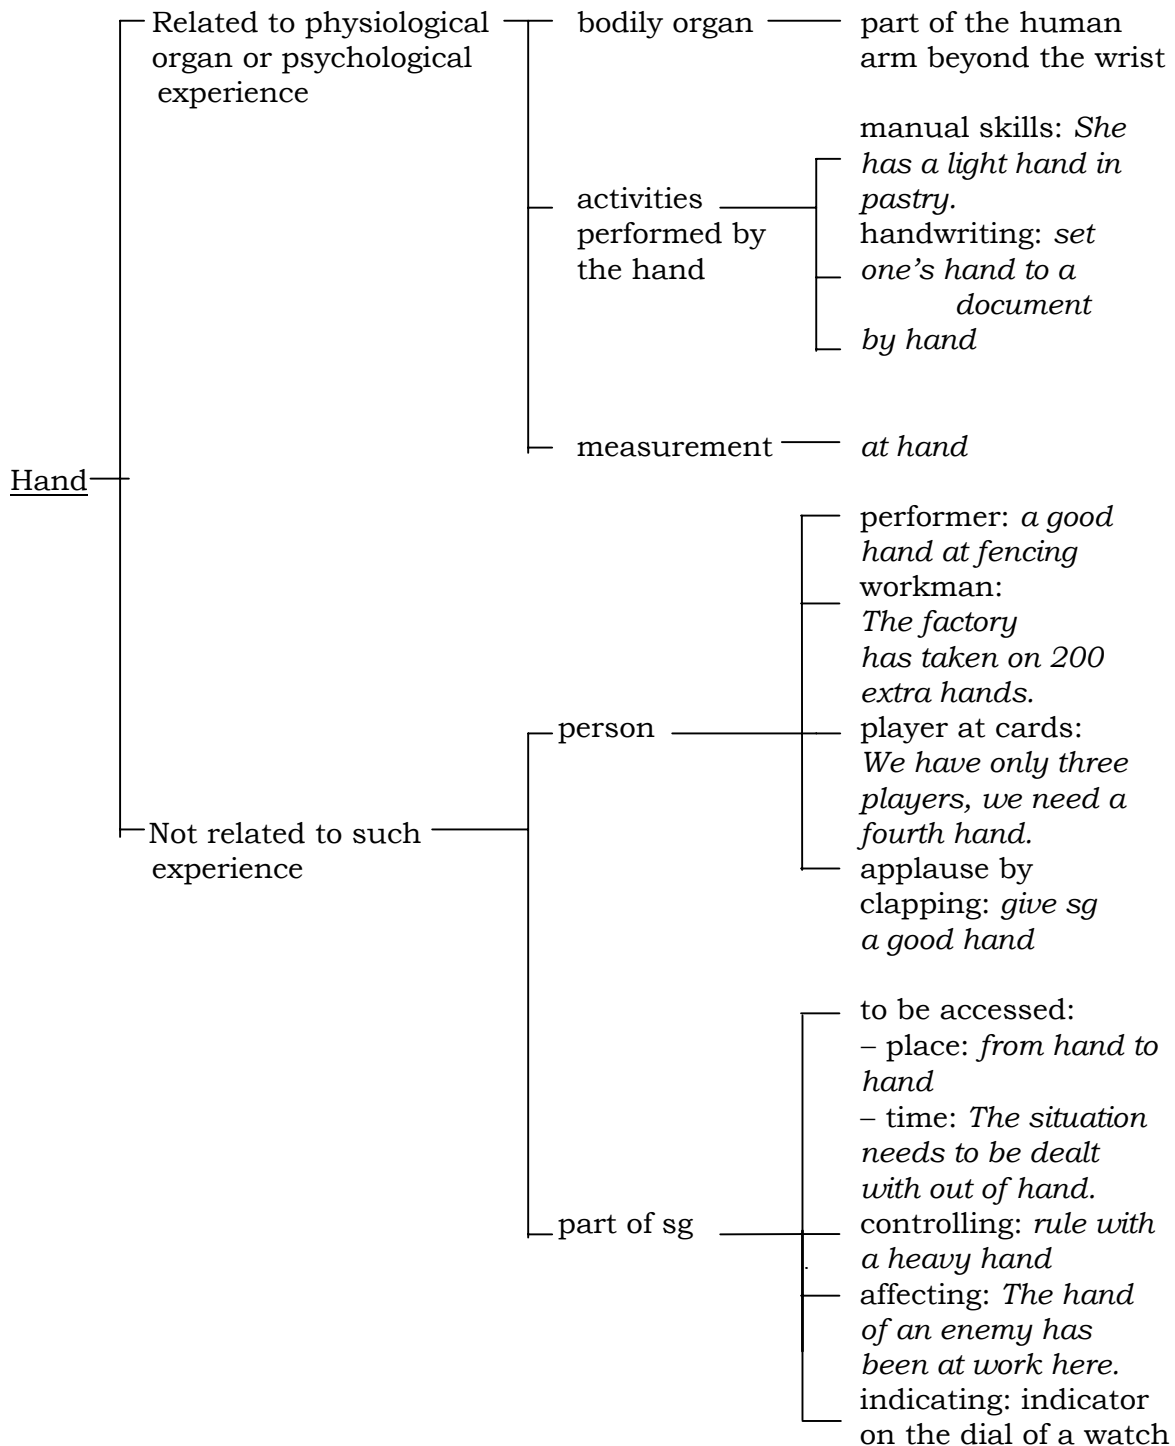 Related to physiological
organ or psychological
experience
bodily organ
part of the human
arm beyond the wrist
activities
performed by
the hand
manual skills: She
has a light hand in
pastry.
handwriting: set
one’s hand to a
document
by hand
measurement
at hand
Hand
Not related to such
experience
person
performer: a good
hand at fencing
workman:
The factory
has taken on 200
extra hands.
player at cards:
We have only three
players, we need a
fourth hand.
applause by
clapping: give sg
a good hand
part of sg
to be accessed:
– place: from hand to
hand
– time: The situation
needs to be dealt
with out of hand.
controlling: rule with
a heavy hand
affecting: The hand
of an enemy has
been at work here.
indicating: indicator
on the dial of a watch